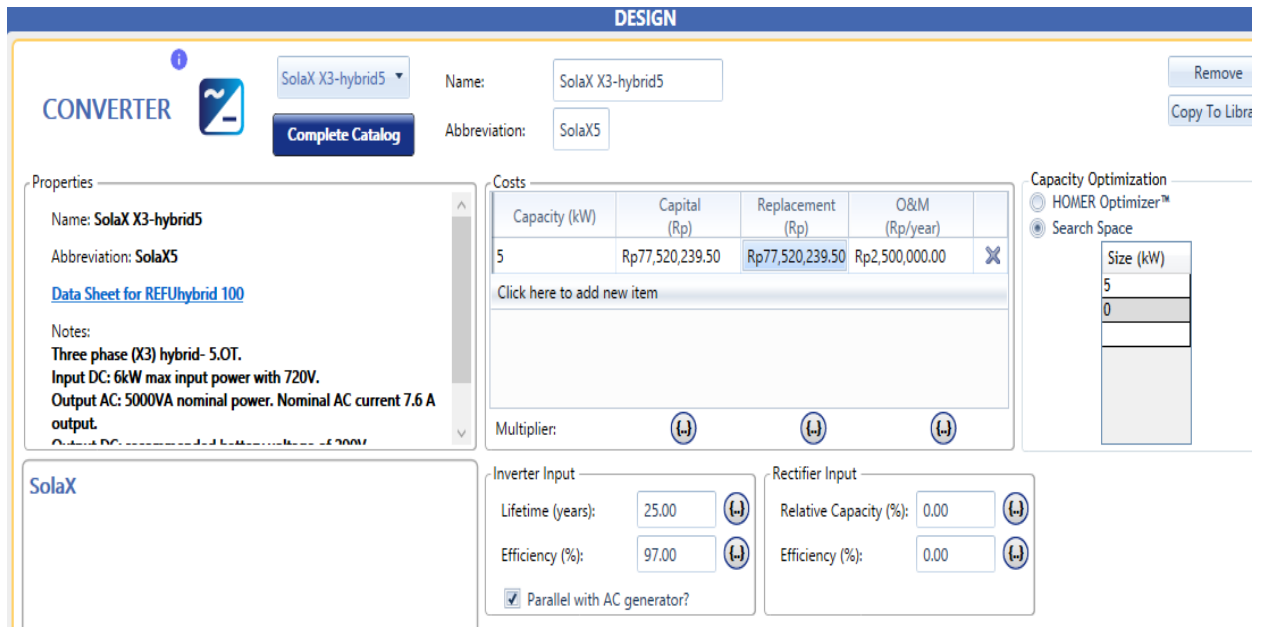 DESIGN
CONVERTER
SolaX X3-hybrid5
Complete Catalog
Name: SolaX X3-hybrid5
Abbreviation: SolaX5
Remove
Copy To Libra
Properties
Name: SolaX X3-hybrid5
Abbreviation: SolaX5
Data Sheet for REFUhybrid 100
Notes:
Three phase (X3) hybrid- 5.OT.
Input DC: 6kW max input power with 720V.
Output AC: 5000VA nominal power. Nominal AC current 7.6 A
output.
SolaX
Costs
Capacity (kW) Capital (Rp) Replacement (Rp) O&M (Rp/year)
5 Rp77,520,239.50 Rp77,520,239.50 Rp2,500,000.00
Click here to add new item
Multiplier: {..} {..} {..}
Capacity Optimization
HOMER Optimizer™
Search Space
Size (kW)
5
0
Inverter Input
Lifetime (years): 25.00 {..}
Efficiency (%): 97.00 {..}
Parallel with AC generator?
Rectifier Input
Relative Capacity (%): 0.00 {..}
Efficiency (%): 0.00 {..}